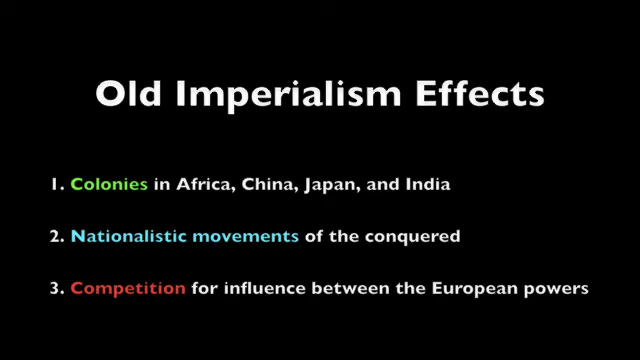 Old Imperialism Effects
1. Colonies in Africa, China, Japan, and India
2. Nationalistic movements of the conquered
3. Competition for influence between the European powers